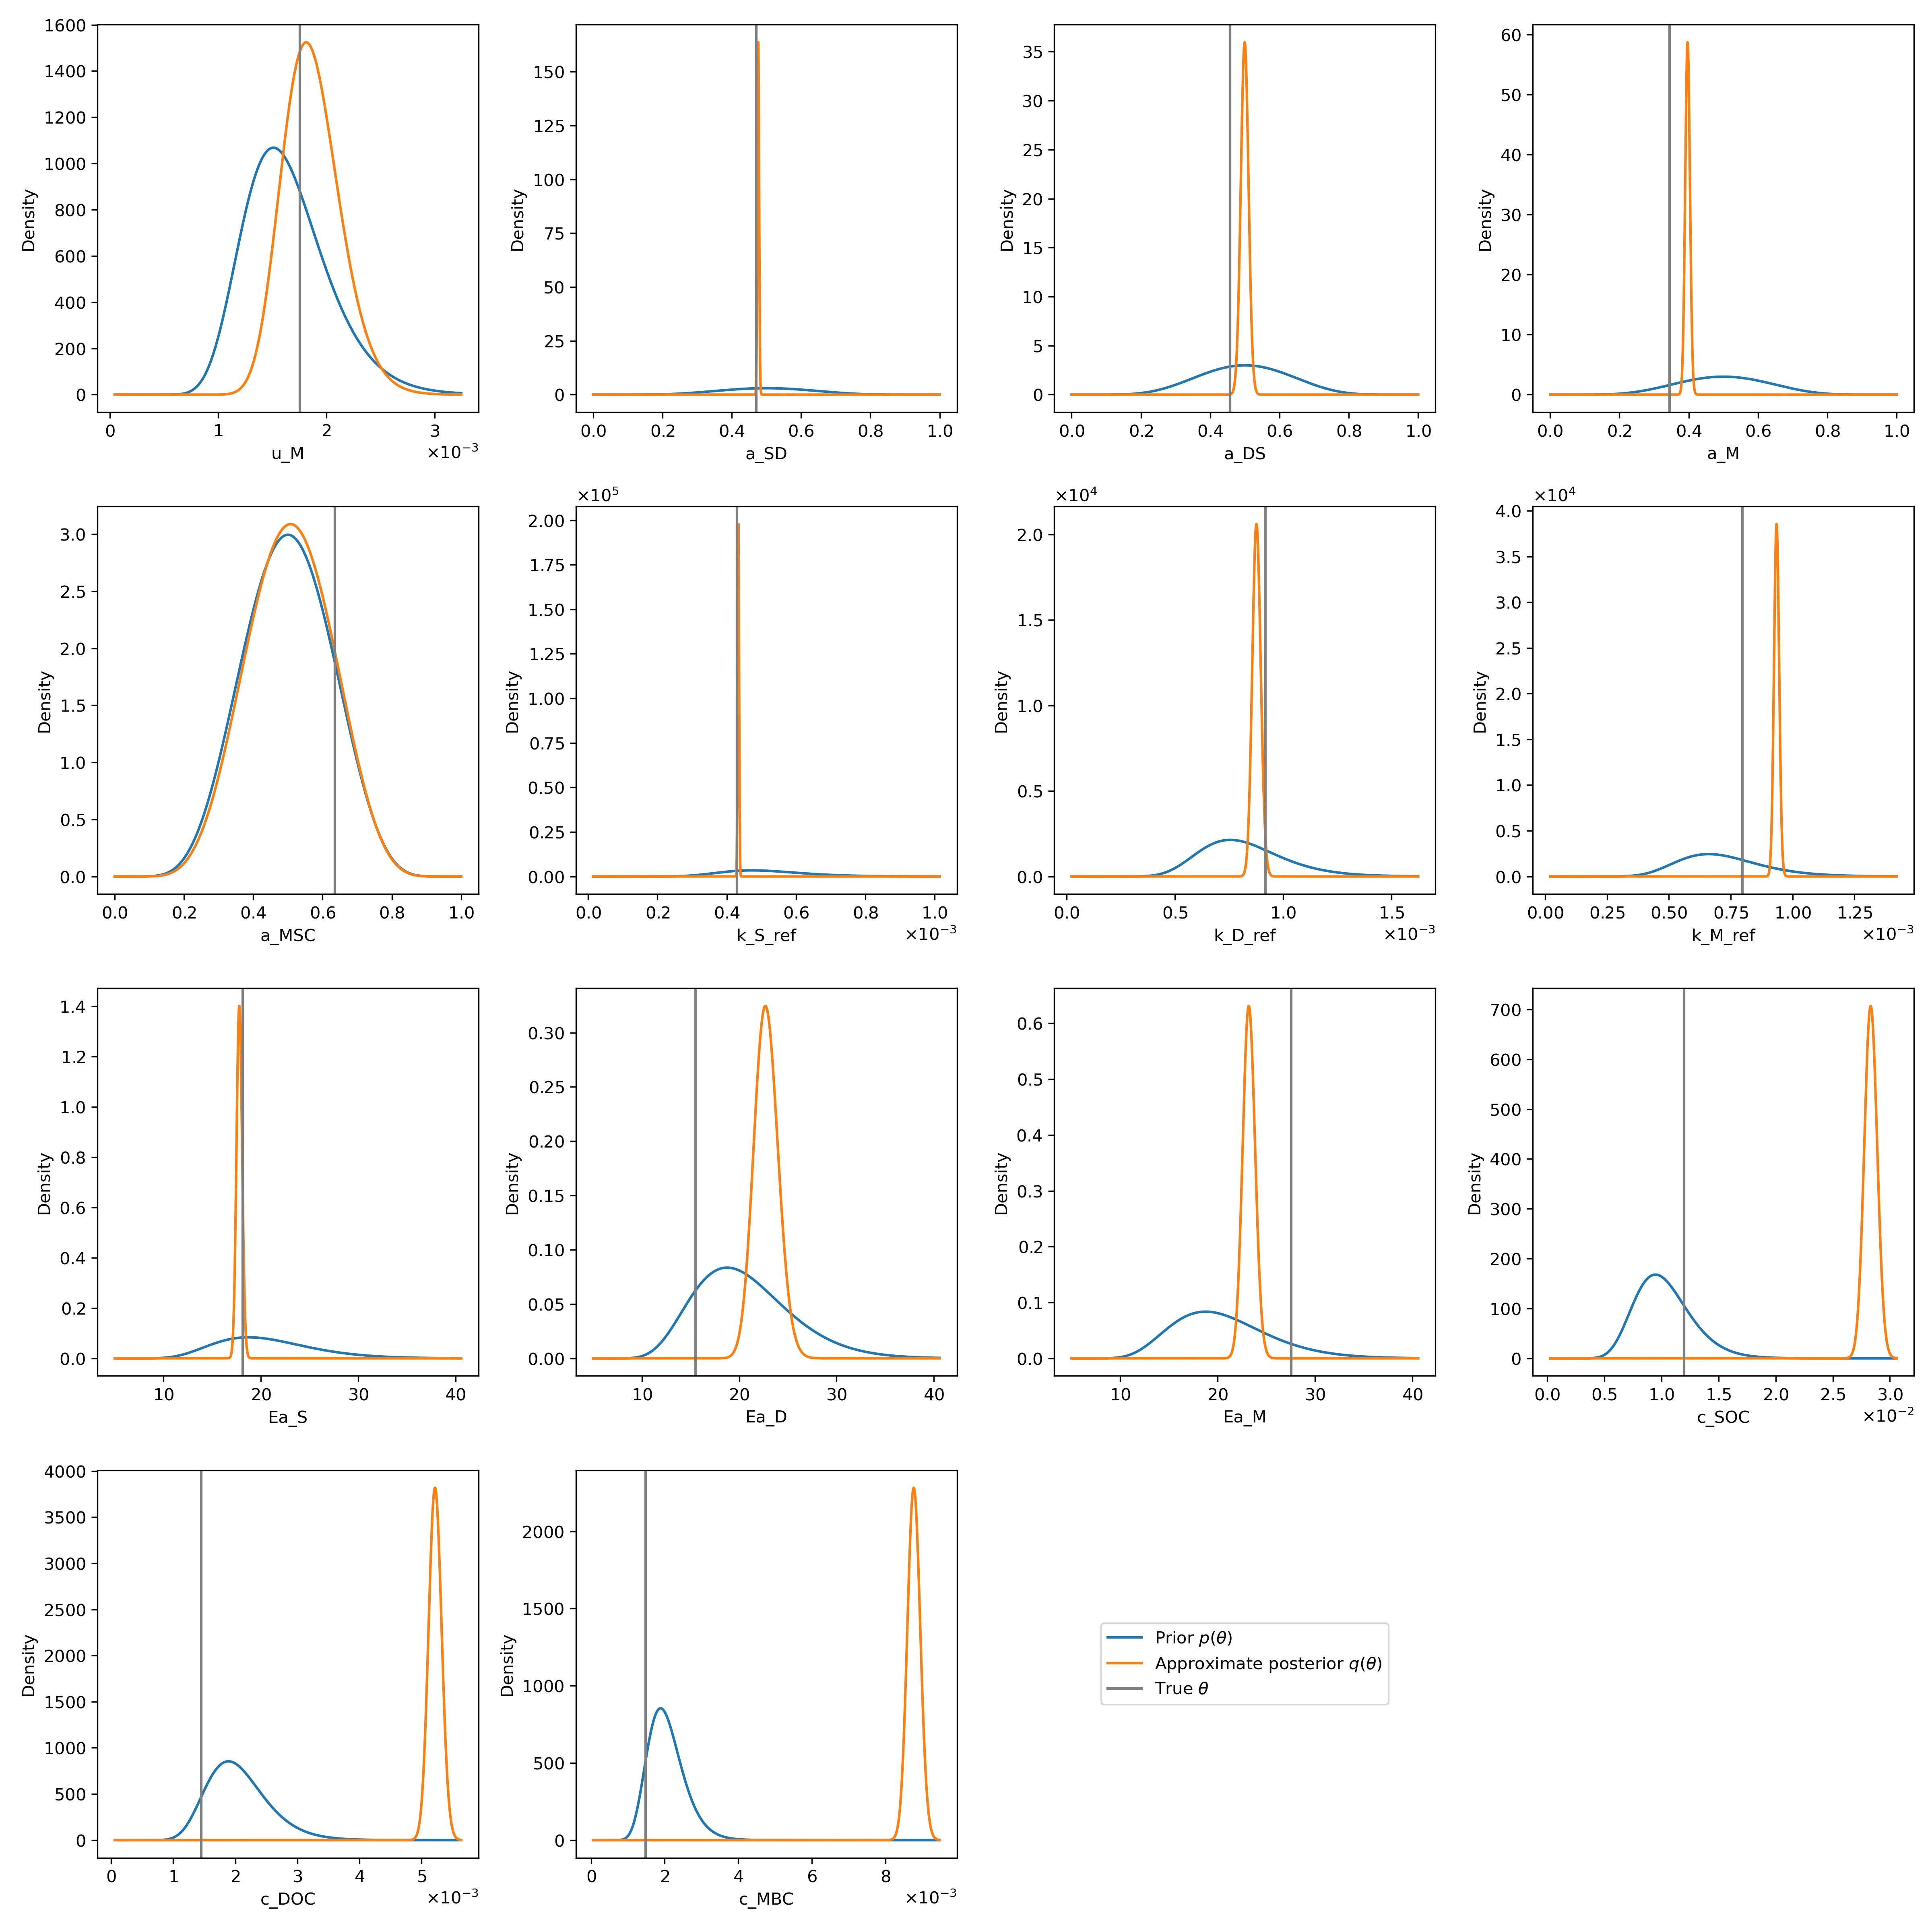 1600
1400
1200
1000
800
600
400
200
0
Density
0 1 2 3
u_M
×10−3
150
125
100
75
50
25
0
Density
0.0 0.2 0.4 0.6 0.8 1.0
a_SD
35
30
25
20
15
10
5
0
Density
0.0 0.2 0.4 0.6 0.8 1.0
a_DS
60
50
40
30
20
10
0
Density
0.0 0.2 0.4 0.6 0.8 1.0
a_M
3.0
2.5
2.0
1.5
1.0
0.5
0.0
Density
0.0 0.2 0.4 0.6 0.8 1.0
a_MSC
×105
2.00
1.75
1.50
1.25
1.00
0.75
0.50
0.25
0.00
Density
0.0 0.2 0.4 0.6 0.8 1.0
k_S_ref
×10−3
×104
2.0
1.5
1.0
0.5
0.0
Density
0.0 0.5 1.0 1.5
k_D_ref
×10−3
×104
4.0
3.5
3.0
2.5
2.0
1.5
1.0
0.5
0.0
Density
0.00 0.25 0.50 0.75 1.00 1.25
k_M_ref
×10−3
1.4
1.2
1.0
0.8
0.6
0.4
0.2
0.0
Density
10 20 30 40
Ea_S
0.30
0.25
0.20
0.15
0.10
0.05
0.00
Density
10 20 30 40
Ea_D
0.6
0.5
0.4
0.3
0.2
0.1
0.0
Density
10 20 30 40
Ea_M
700
600
500
400
300
200
100
0
Density
0.0 0.5 1.0 1.5 2.0 2.5 3.0
c_SOC
×10−2
4000
3500
3000
2500
2000
1500
1000
500
0
Density
0 1 2 3 4 5
c_DOC
×10−3
2000
1500
1000
500
0
Density
0 2 4 6 8
c_MBC
×10−3
Prior p(θ)
Approximate posterior q(θ)
True θ